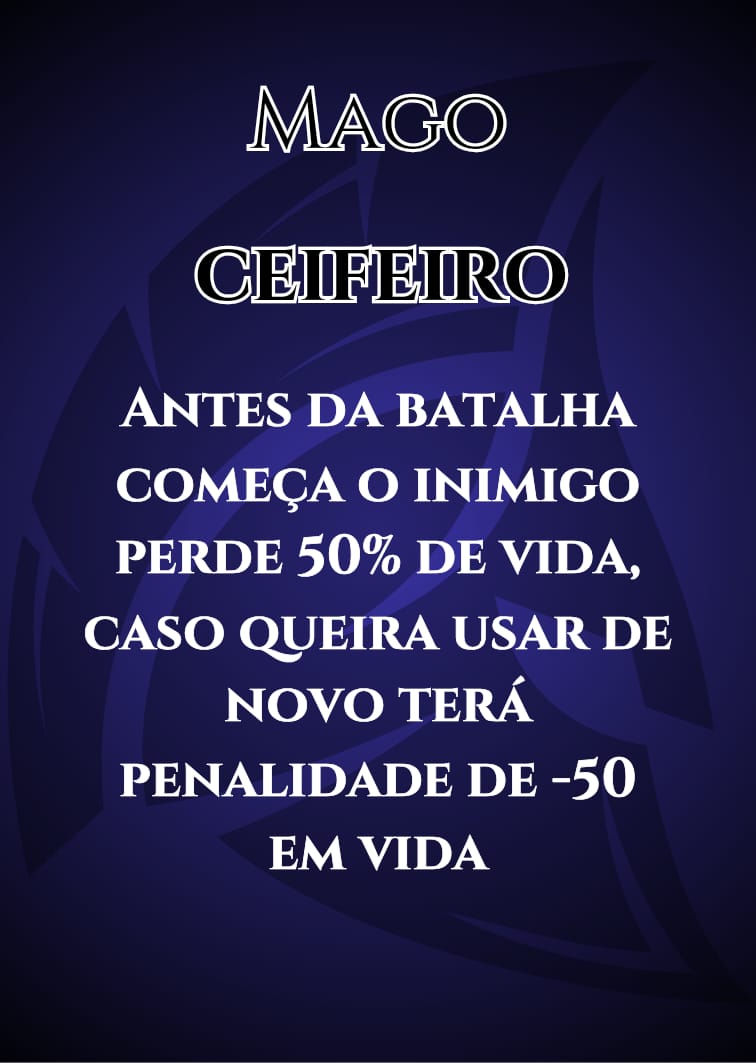 Mago
ceifeiro
Antes da batalha
começa o inimigo
perde 50% de vida,
caso queira usar de
novo terá
penalidade de -50
em vida